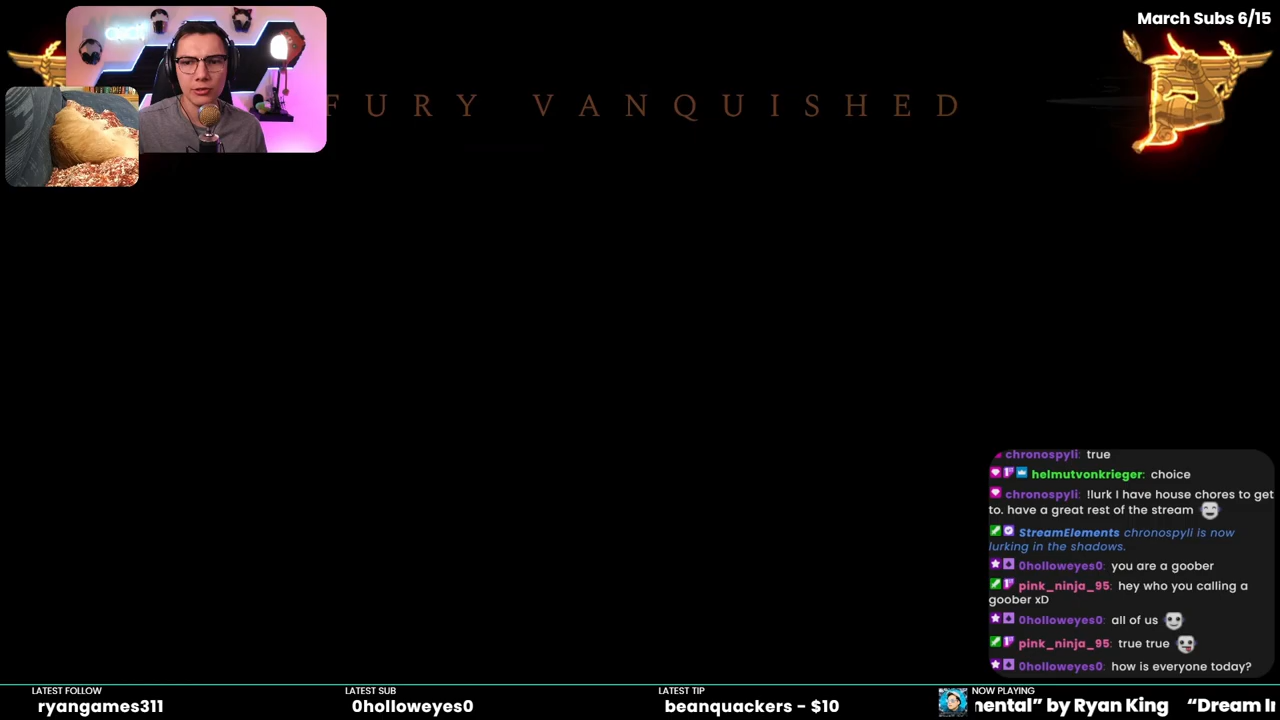 March Subs 6/15
FURY VANQUISHED
chronospyli: true
helmutvonkrieger: choice
chronospyli: !lurk I have house chores to get
to. have a great rest of the stream
StreamElements chronospyli is now
lurking in the shadows.
0holloweyes0: you are a goober
pink_ninja_95: hey who you calling a
goober xD
0holloweyes0: all of us
pink_ninja_95: true true
0holloweyes0: how is everyone today?
LATEST FOLLOW
ryangames311
LATEST SUB
0holloweyes0
LATEST TIP
beanquackers - $10
NOW PLAYING
nental” by Ryan King “Dream In